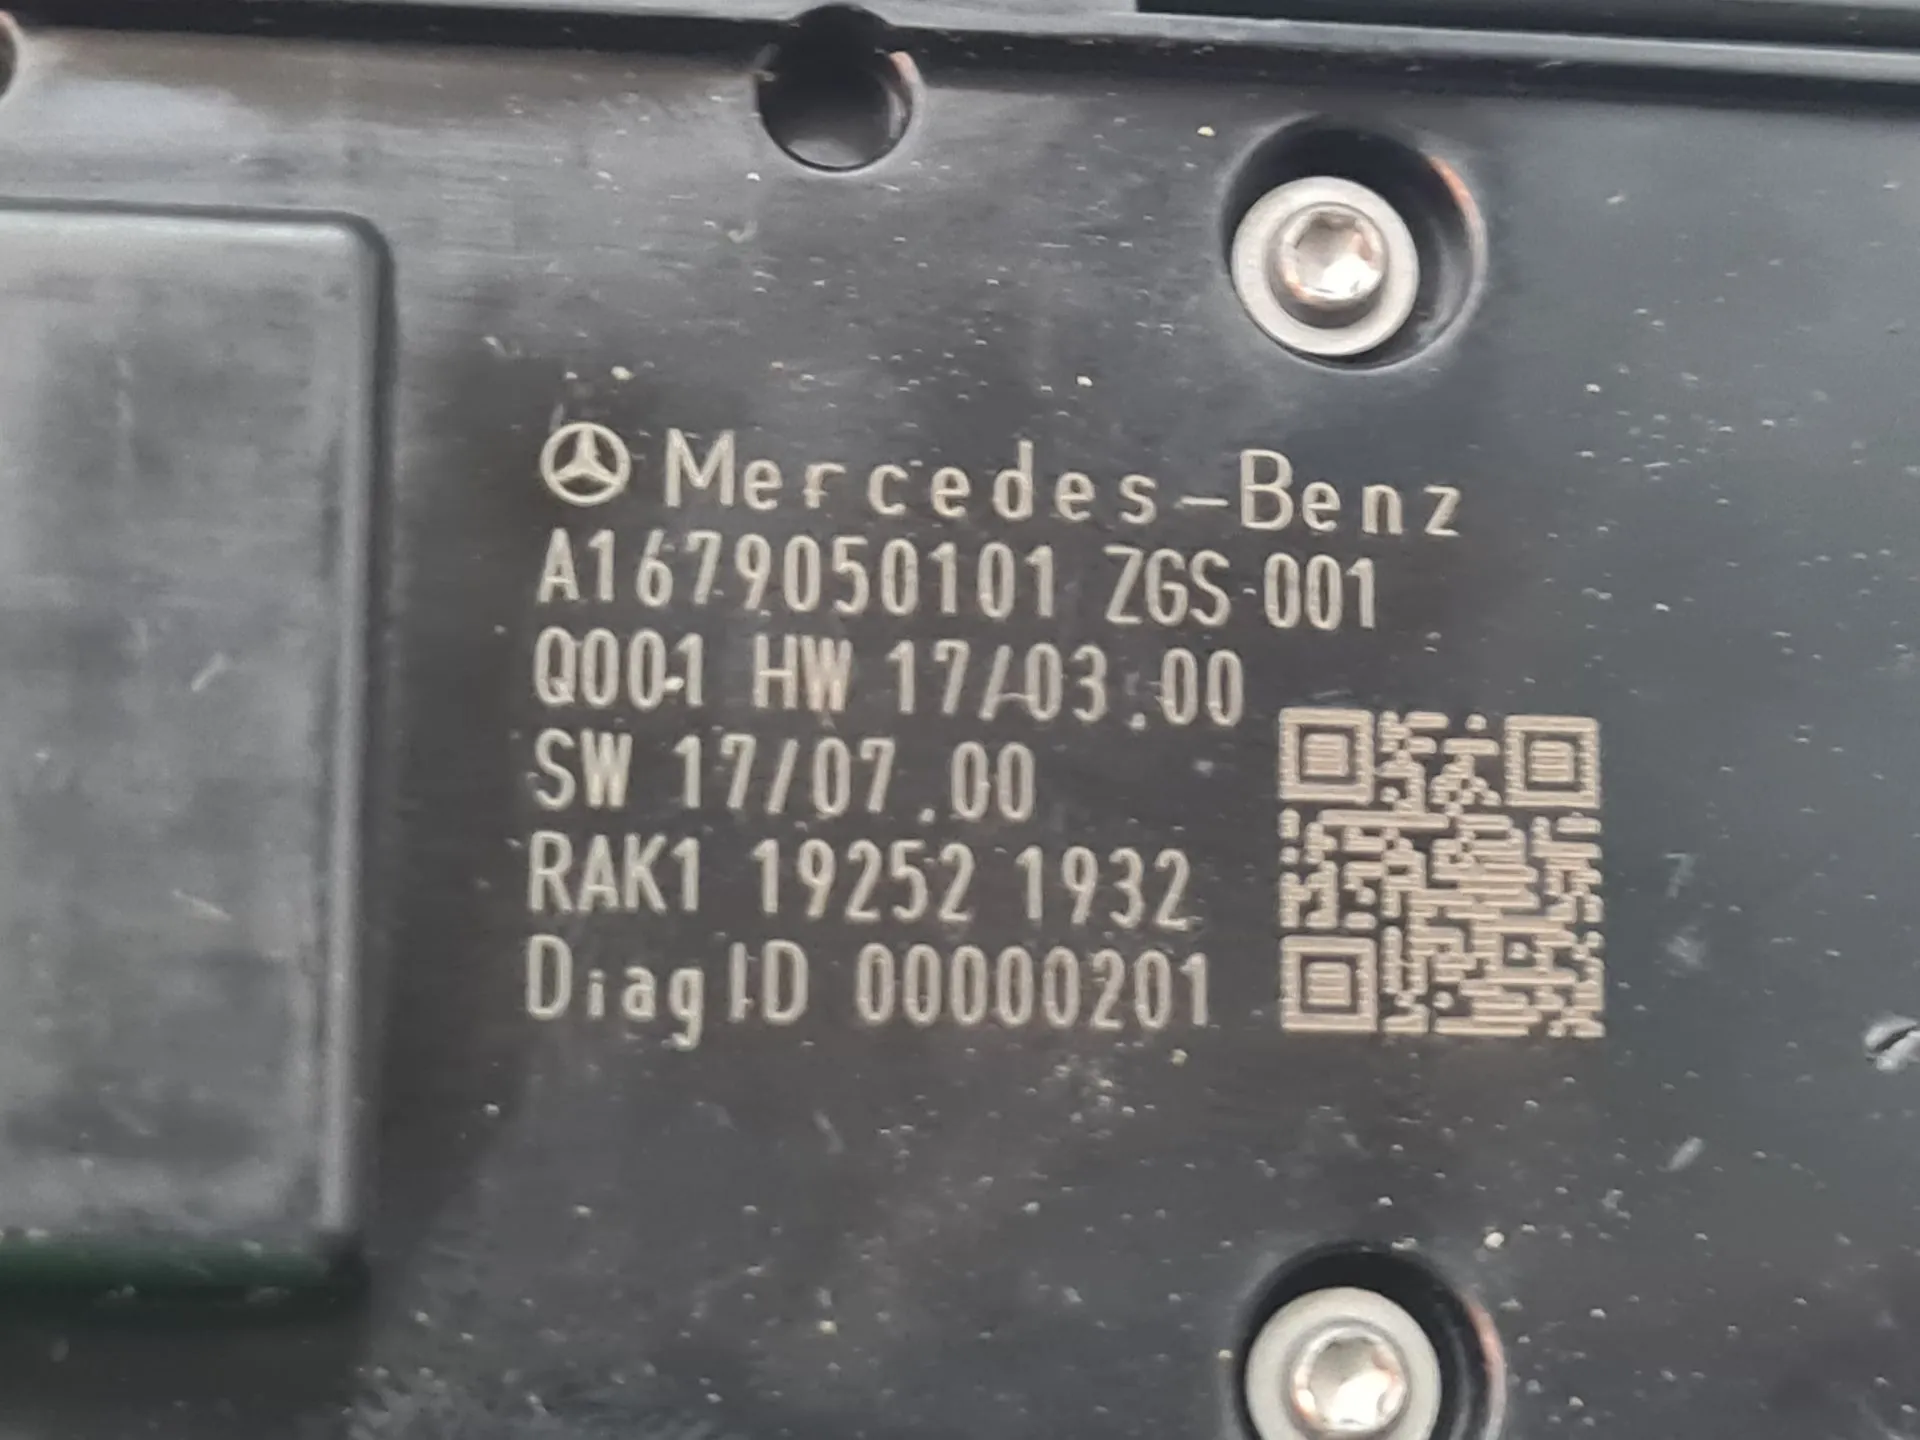 Mercedes-Benz
A1679050101 ZGS 001
Q001 HW 17/03.00
SW 17/07.00
RAK1 19252 1932
DiagID 00000201